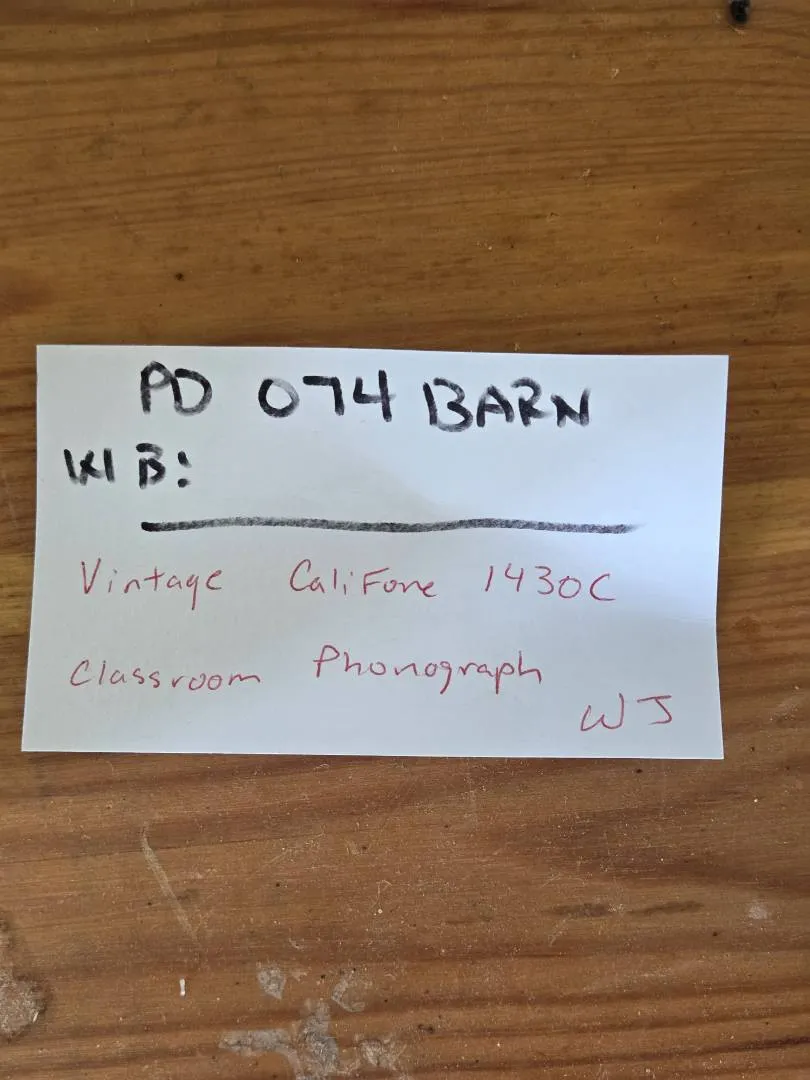 PD 074 BARN
WB:
Vintage CaliFone 1430C
Classroom Phonograph
WJ